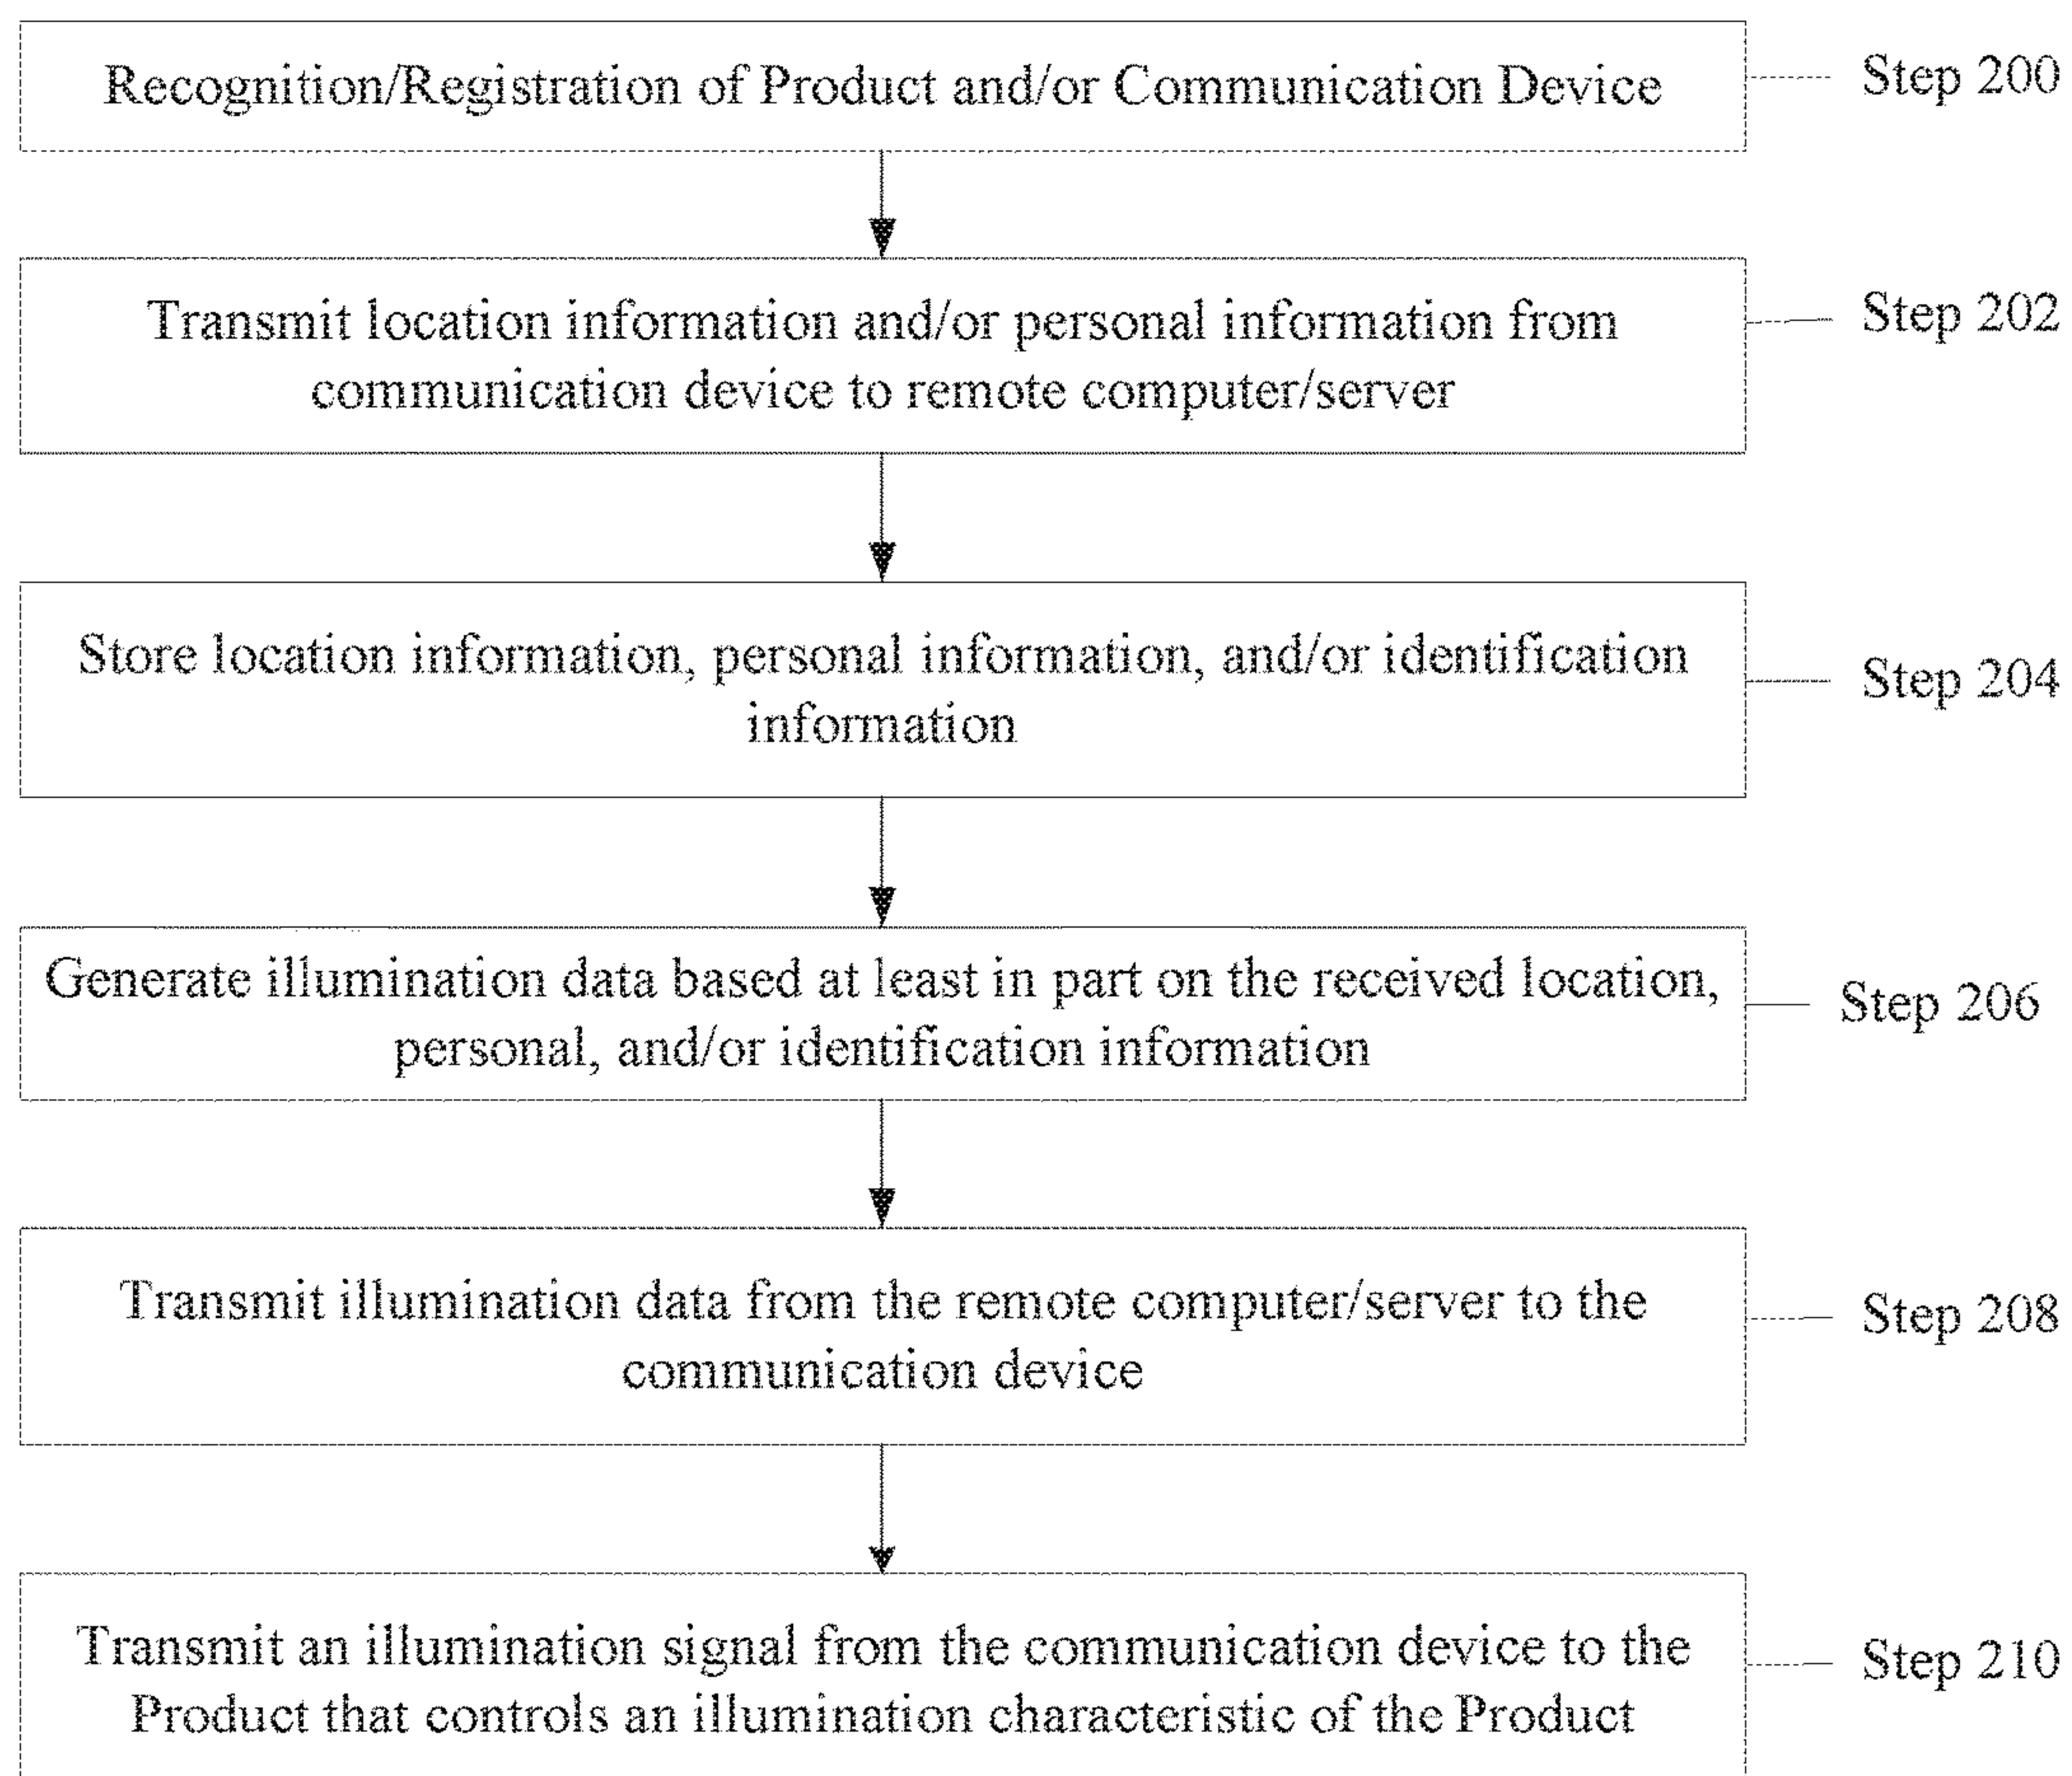 Recognition/Registration of Product and/or Communication Device
Step 200
Transmit location information and/or personal information from
communication device to remote computer/server
Step 202
Store location information, personal information, and/or identification
information
Step 204
Generate illumination data based at least in part on the received location,
personal, and/or identification information
Step 206
Transmit illumination data from the remote computer/server to the
communication device
Step 208
Transmit an illumination signal from the communication device to the
Product that controls an illumination characteristic of the Product
Step 210